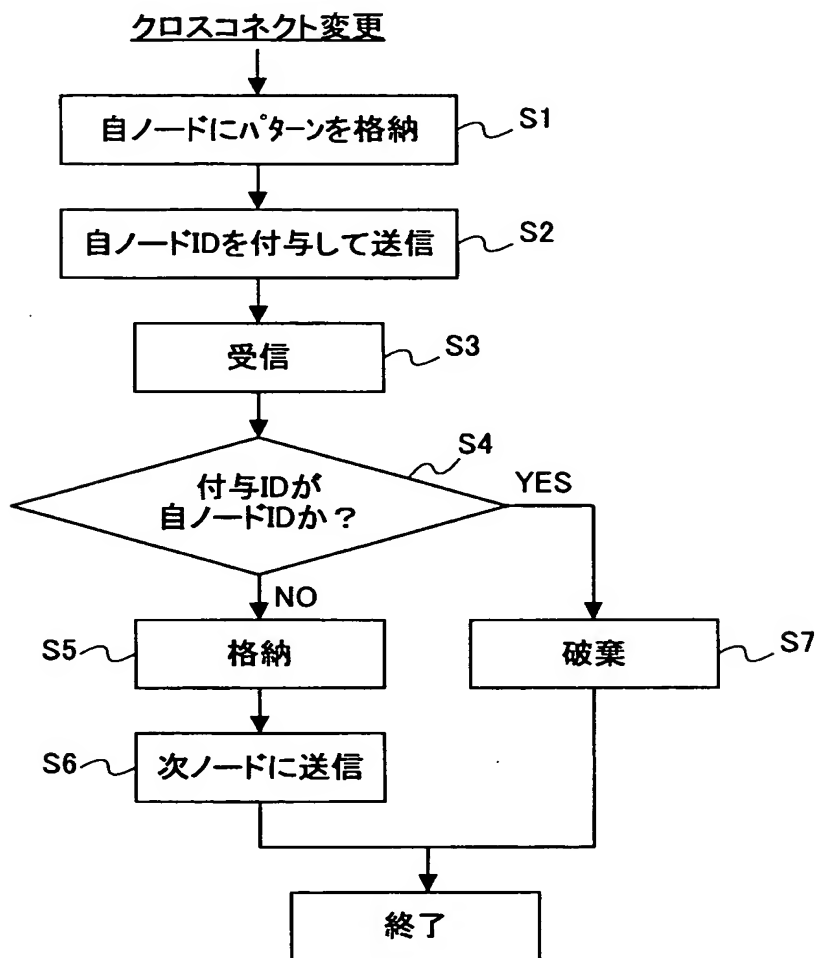 クロスコネクト変更
自ノードにパターンを格納
S1
自ノードIDを付与して送信
S2
受信
S3
S4
付与IDが
自ノードIDか？
YES
NO
S5
格納
破棄
S7
S6
次ノードに送信
終了